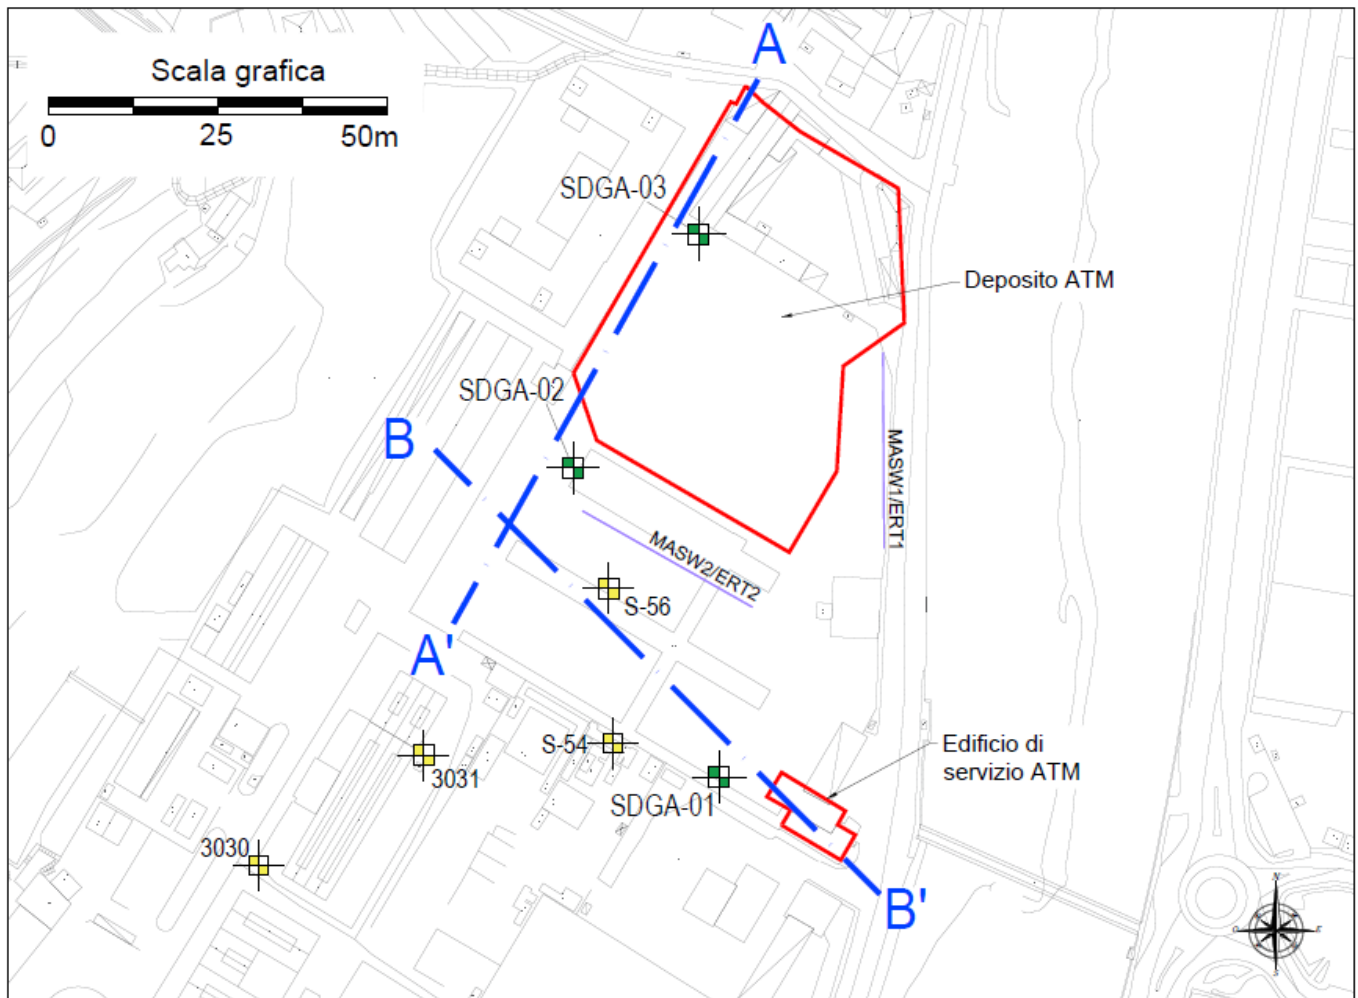 A
Scala grafica
0 25 50m
SDGA-03
Deposito ATM
SDGA-02
B
MASW1/ERT1
MASW2/ERT2
S-56
A'
S-54
Edificio di
servizio ATM
3031
SDGA-01
3030
B'
N
O E
S